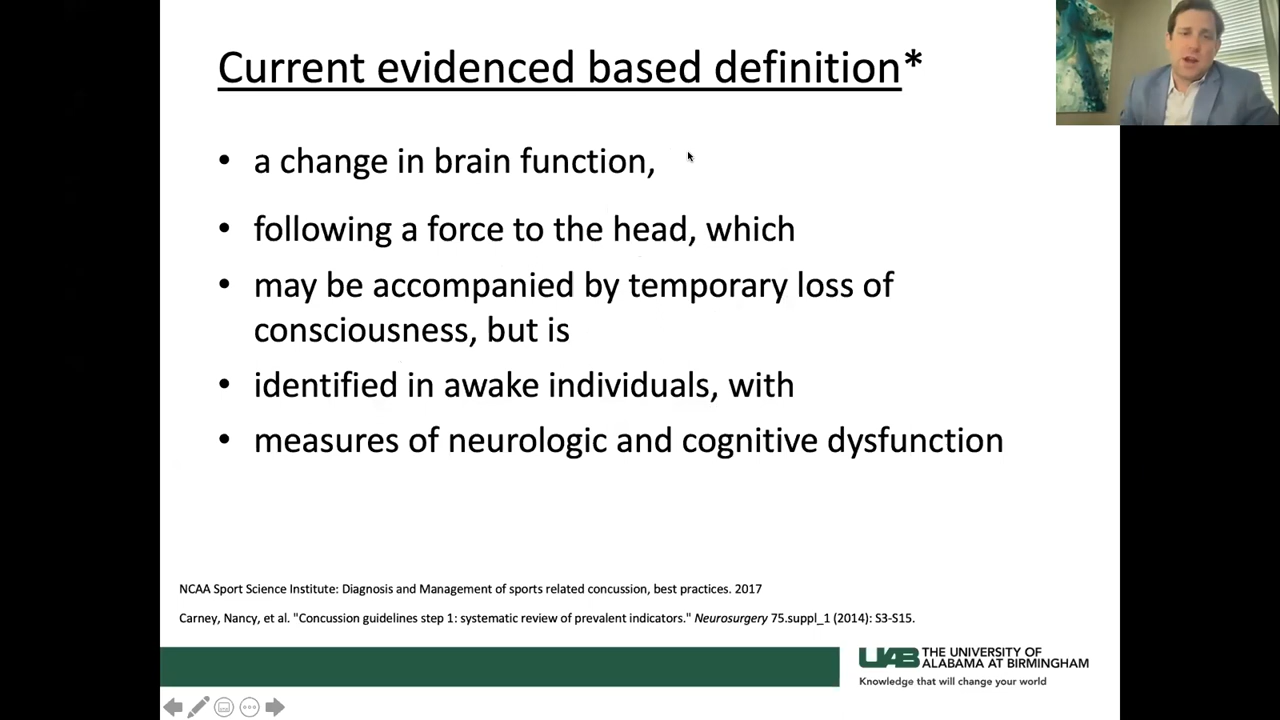 Current evidenced based definition*
• a change in brain function,
• following a force to the head, which
• may be accompanied by temporary loss of
consciousness, but is
• identified in awake individuals, with
• measures of neurologic and cognitive dysfunction
NCAA Sport Science Institute: Diagnosis and Management of sports related concussion, best practices. 2017
Carney, Nancy, et al. "Concussion guidelines step 1: systematic review of prevalent indicators." Neurosurgery 75.suppl_1 (2014): S3-S15.
UAB THE UNIVERSITY OF
ALABAMA AT BIRMINGHAM
Knowledge that will change your world